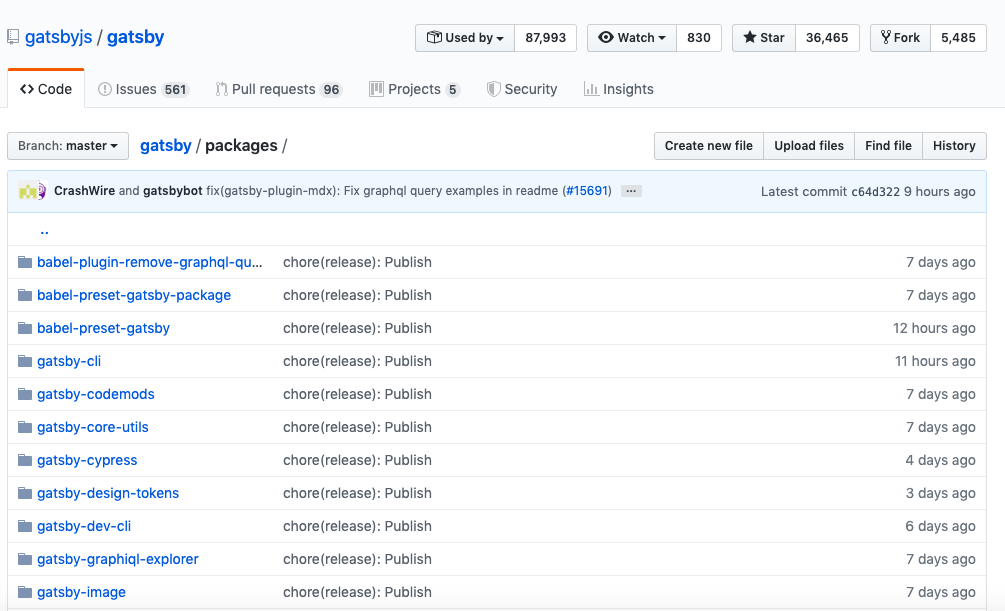 gatsbyjs / gatsby Used by 87,993 Watch 830 Star 36,465 Fork 5,485
Code Issues 561 Pull requests 96 Projects 5 Security Insights
Branch: master gatsby / packages / Create new file Upload files Find file History
CrashWire and gatsbybot fix(gatsby-plugin-mdx): Fix graphql query examples in readme (#15691) ... Latest commit c64d322 9 hours ago
..
babel-plugin-remove-graphql-qu... chore(release): Publish 7 days ago
babel-preset-gatsby-package chore(release): Publish 7 days ago
babel-preset-gatsby chore(release): Publish 12 hours ago
gatsby-cli chore(release): Publish 11 hours ago
gatsby-codemods chore(release): Publish 7 days ago
gatsby-core-utils chore(release): Publish 7 days ago
gatsby-cypress chore(release): Publish 4 days ago
gatsby-design-tokens chore(release): Publish 3 days ago
gatsby-dev-cli chore(release): Publish 6 days ago
gatsby-graphiql-explorer chore(release): Publish 7 days ago
gatsby-image chore(release): Publish 7 days ago